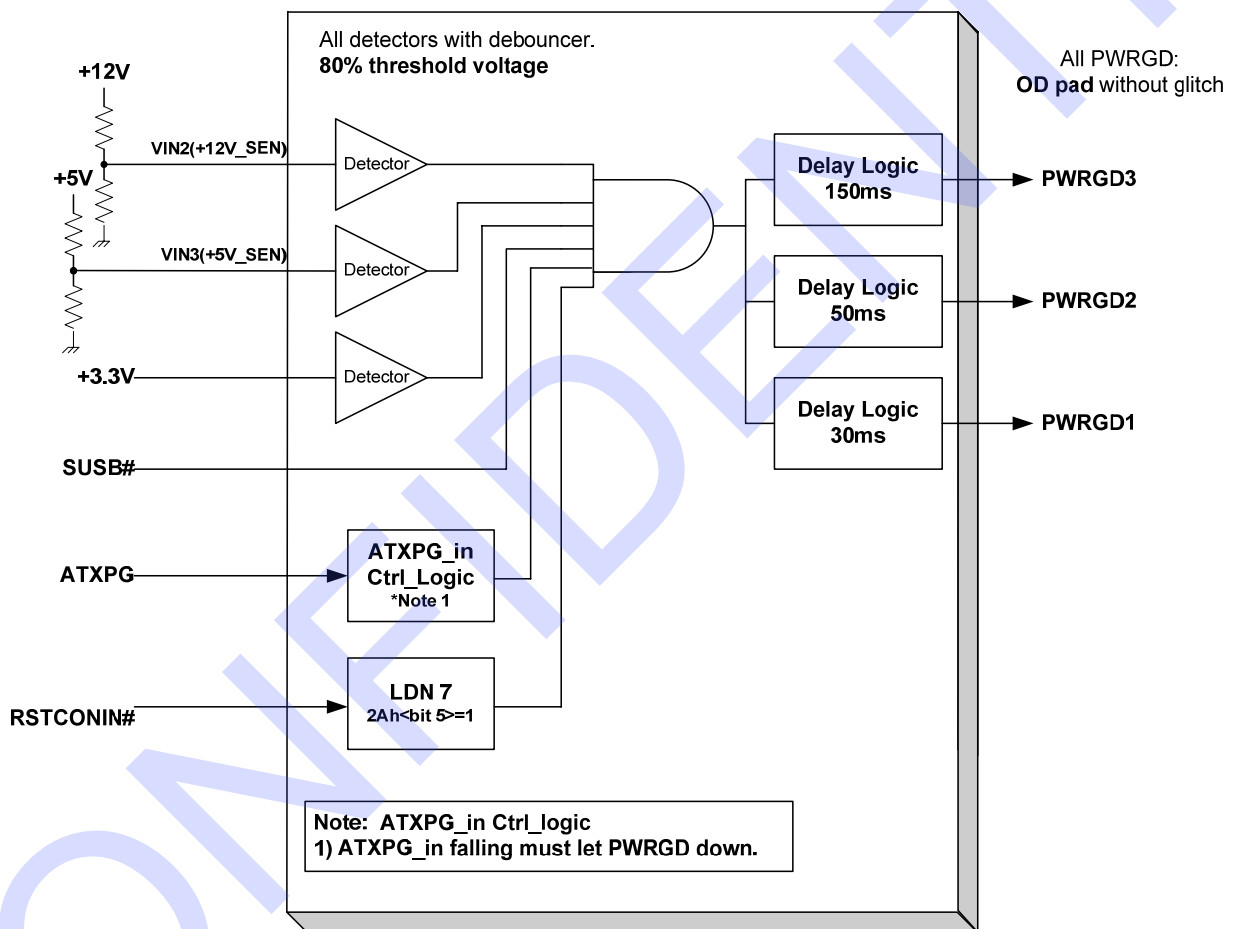 All detectors with debouncer.
80% threshold voltage
All PWRGD:
OD pad without glitch
+12V
VIN2(+12V_SEN)
Detector
+5V
VIN3(+5V_SEN)
Detector
+3.3V
Detector
SUSB#
ATXPG
ATXPG_in
Ctrl_Logic
*Note 1
RSTCONIN#
LDN 7
2Ah<bit 5>=1
Delay Logic
150ms
PWRGD3
Delay Logic
50ms
PWRGD2
Delay Logic
30ms
PWRGD1
Note: ATXPG_in Ctrl_logic
1) ATXPG_in falling must let PWRGD down.
ONFIDENT